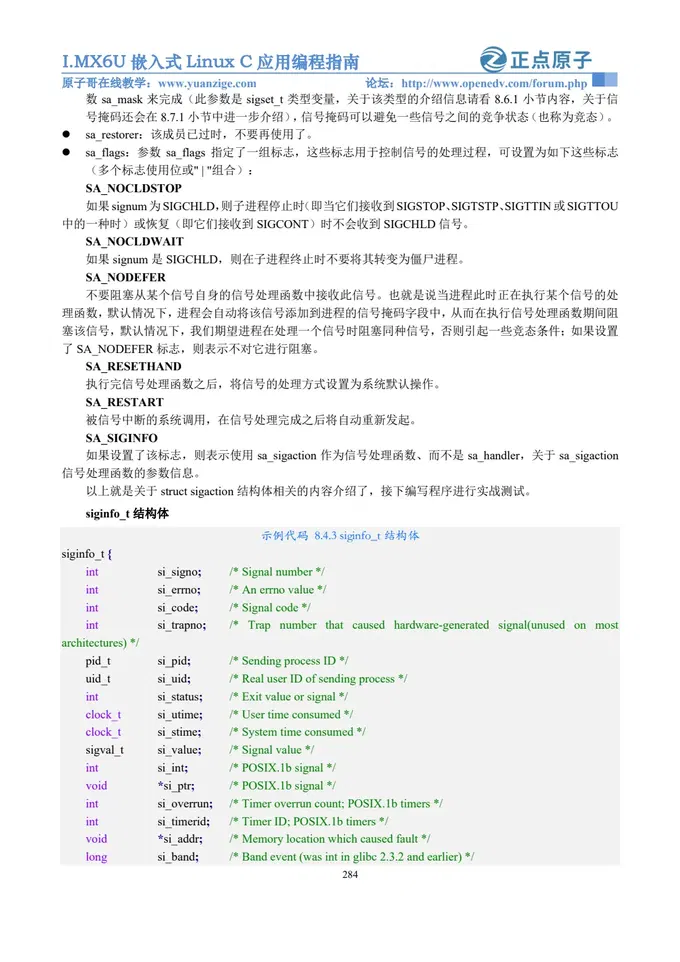 I.MX6U 嵌入式 Linux C 应用编程指南
正点原子
原子哥在线教学：www.yuanzige.com 论坛：http://www.openedv.com/forum.php
数 sa_mask 来完成（此参数是 sigset_t 类型变量，关于该类型的介绍信息请看 8.6.1 小节内容，关于信
号掩码还会在 8.7.1 小节中进一步介绍），信号掩码可以避免一些信号之间的竞争状态（也称为竞态）。
● sa_restorer：该成员已过时，不要再使用了。
● sa_flags：参数 sa_flags 指定了一组标志，这些标志用于控制信号的处理过程，可设置为如下这些标志
（多个标志使用位或" | "组合）：
SA_NOCLDSTOP
如果 signum 为 SIGCHLD，则子进程停止时（即当它们接收到 SIGSTOP、SIGTSTP、SIGTTIN 或 SIGTTOU
中的一种时）或恢复（即它们接收到 SIGCONT）时不会收到 SIGCHLD 信号。
SA_NOCLDWAIT
如果 signum 是 SIGCHLD，则在子进程终止时不要将其转变为僵尸进程。
SA_NODEFER
不要阻塞从某个信号自身的信号处理函数中接收此信号。也就是说当进程此时正在执行某个信号的处
理函数，默认情况下，进程会自动将该信号添加到进程的信号掩码字段中，从而在执行信号处理函数期间阻
塞该信号，默认情况下，我们期望进程在处理一个信号时阻塞同种信号，否则引起一些竞态条件；如果设置
了 SA_NODEFER 标志，则表示不对它进行阻塞。
SA_RESETHAND
执行完信号处理函数之后，将信号的处理方式设置为系统默认操作。
SA_RESTART
被信号中断的系统调用，在信号处理完成之后将自动重新发起。
SA_SIGINFO
如果设置了该标志，则表示使用 sa_sigaction 作为信号处理函数、而不是 sa_handler，关于 sa_sigaction
信号处理函数的参数信息。
以上就是关于 struct sigaction 结构体相关的内容介绍了，接下编写程序进行实战测试。
siginfo_t 结构体
示例代码 8.4.3 siginfo_t 结构体
siginfo_t {
int si_signo; /* Signal number */
int si_errno; /* An errno value */
int si_code; /* Signal code */
int si_trapno; /* Trap number that caused hardware-generated signal(unused on most
architectures) */
pid_t si_pid; /* Sending process ID */
uid_t si_uid; /* Real user ID of sending process */
int si_status; /* Exit value or signal */
clock_t si_utime; /* User time consumed */
clock_t si_stime; /* System time consumed */
sigval_t si_value; /* Signal value */
int si_int; /* POSIX.1b signal */
void *si_ptr; /* POSIX.1b signal */
int si_overrun; /* Timer overrun count; POSIX.1b timers */
int si_timerid; /* Timer ID; POSIX.1b timers */
void *si_addr; /* Memory location which caused fault */
long si_band; /* Band event (was int in glibc 2.3.2 and earlier) */
284